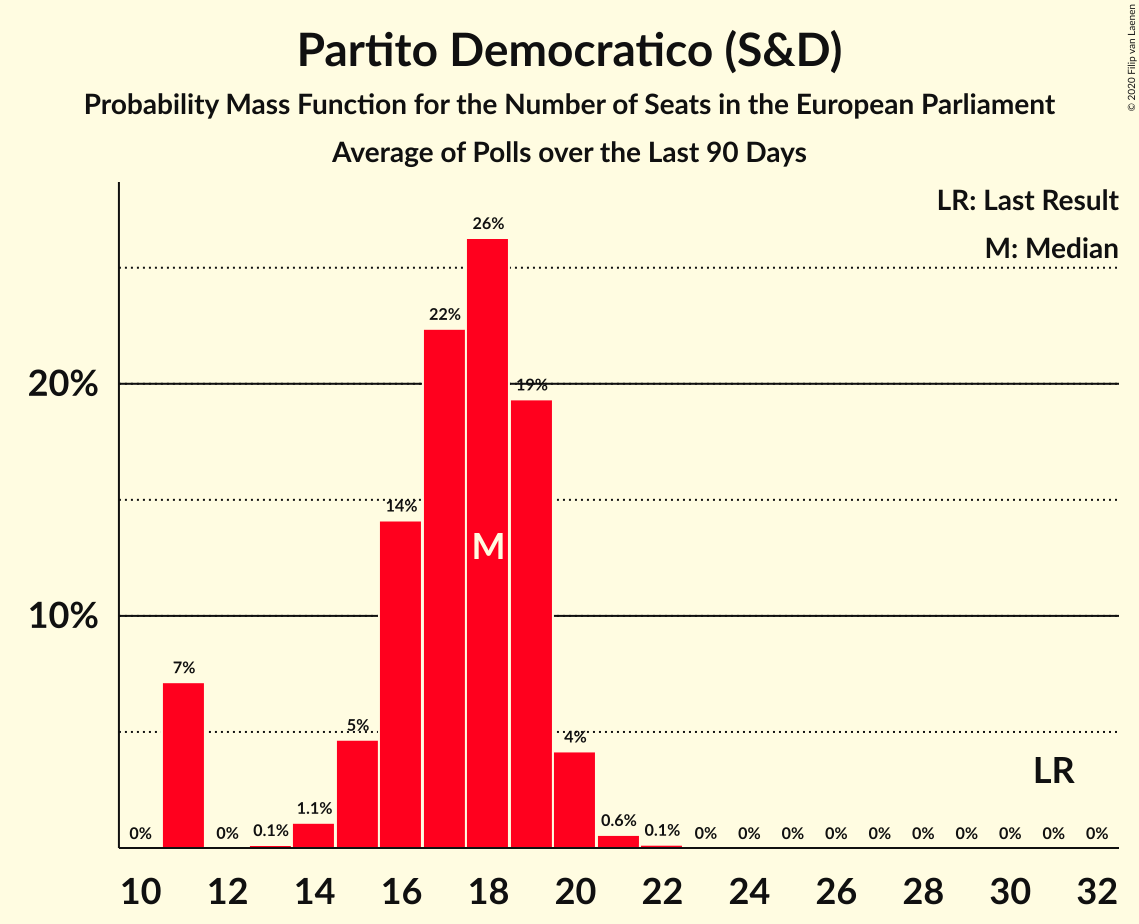 © 2020 Filip van Laenen
Partito Democratico (S&D)
Probability Mass Function for the Number of Seats in the European Parliament
Average of Polls over the Last 90 Days
LR: Last Result
M: Median
26%
22%
20%
19%
14%
M
10%
7%
5%
4%
LR
1.1%
0.6%
0% 0% 0.1% 0.1% 0% 0% 0% 0% 0% 0% 0% 0% 0% 0%
10 12 14 16 18 20 22 24 26 28 30 32